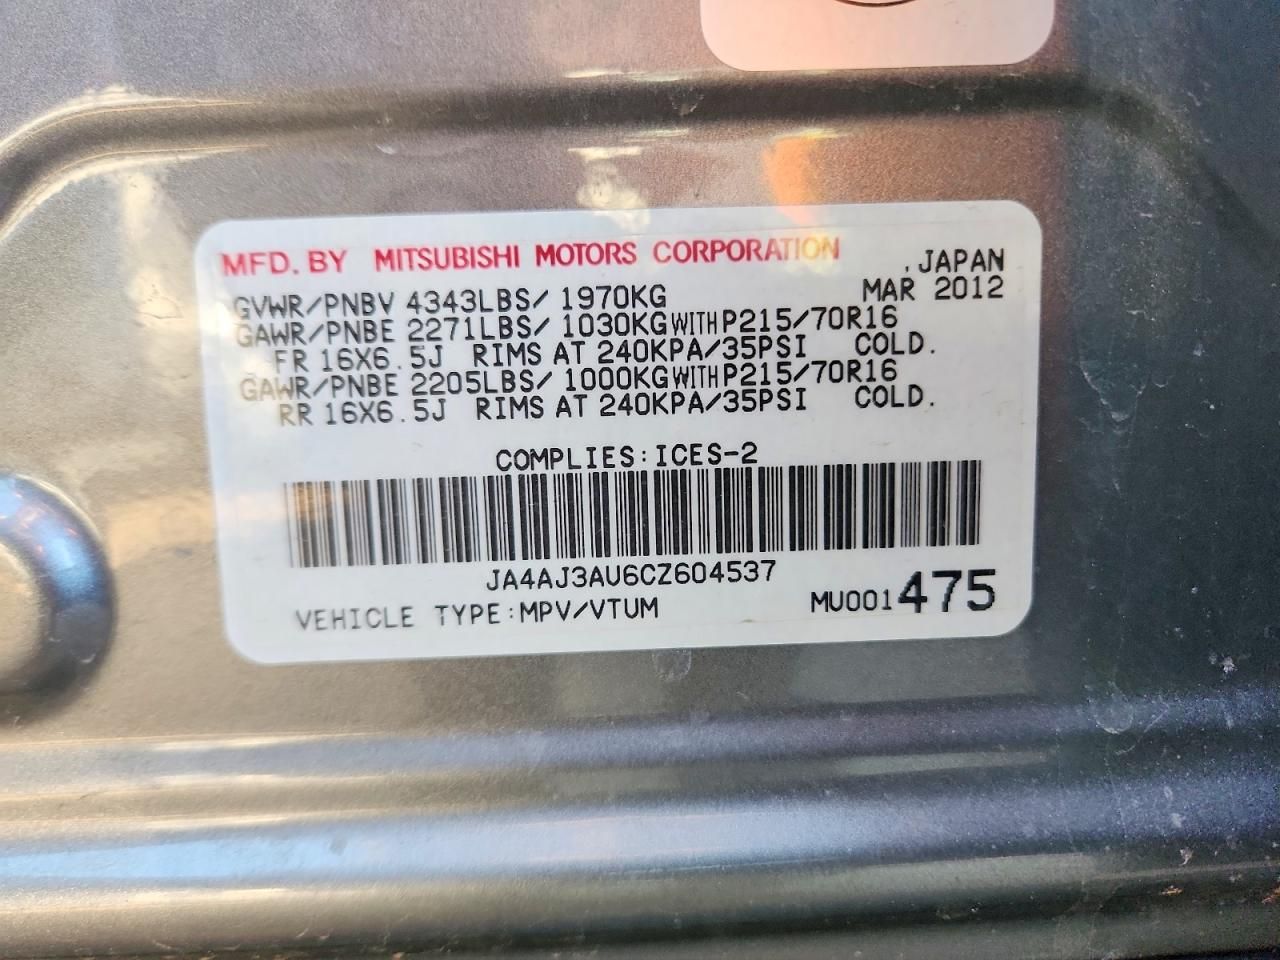 MFD. BY MITSUBISHI MOTORS CORPORATION , JAPAN
GVWR/PNBV 4343LBS/ 1970KG MAR 2012
GAWR/PNBE 2271LBS/ 1030KG WITH P215/70R16
FR 16X6.5J RIMS AT 240KPA/35PSI COLD.
GAWR/PNBE 2205LBS/ 1000KG WITH P215/70R16
RR 16X6.5J RIMS AT 240KPA/35PSI COLD.
COMPLIES:ICES-2
JA4AJ3AU6CZ604537
VEHICLE TYPE:MPV/VTUM MU001475